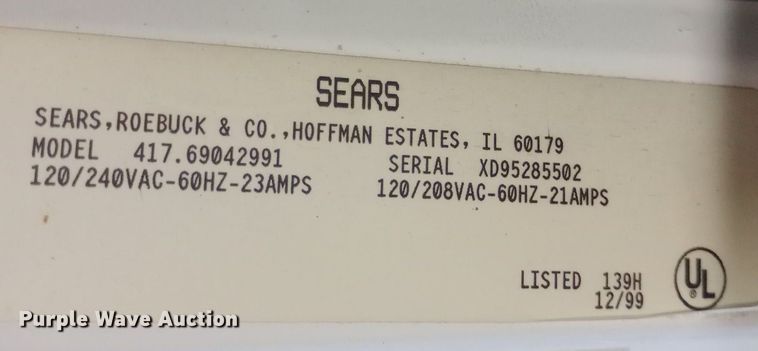 SEARS
SEARS,ROEBUCK & CO.,HOFFMAN ESTATES, IL 60179
MODEL 417.69042991 SERIAL XD95285502
120/240VAC-60HZ-23AMPS 120/208VAC-60HZ-21AMPS
LISTED 139H
12/99
UL
®
Purple Wave Auction